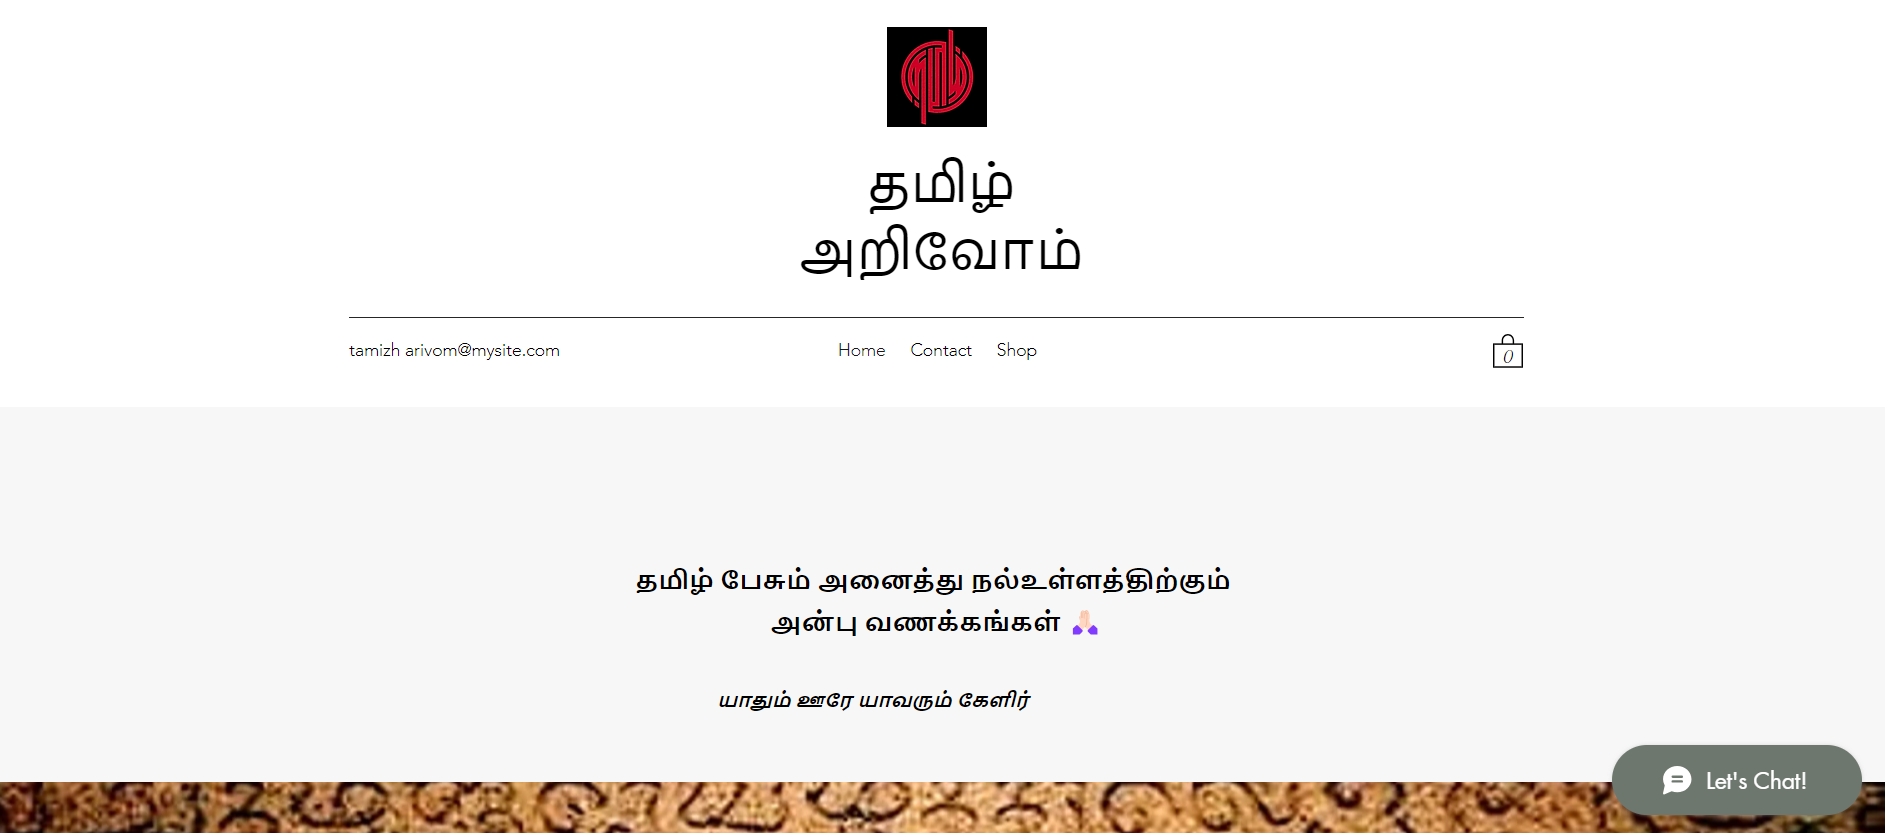 தமிழ்
அறிவோம்
tamizh arivom@mysite.com
Home Contact Shop
0
தமிழ் பேசும் அனைத்து நல்உள்ளத்திற்கும்
அன்பு வணக்கங்கள் 🙏🏻
யாதும் ஊரே யாவரும் கேளிர்
Let's Chat!